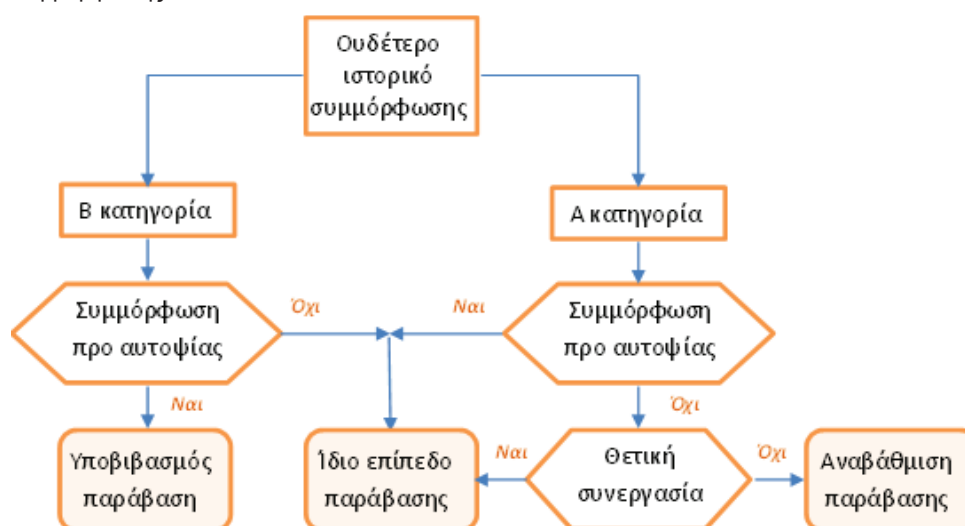 Ουδέτερο
ιστορικό
συμμόρφωσης
Β κατηγορία
Α κατηγορία
Συμμόρφωση
προ αυτοψίας
Όχι
Ναι
Συμμόρφωση
προ αυτοψίας
Ναι
Όχι
Υποβιβασμός
παράβαση
Ίδιο επίπεδο
παράβασης
Ναι
Θετική
συνεργασία
Όχι
Αναβάθμιση
παράβασης